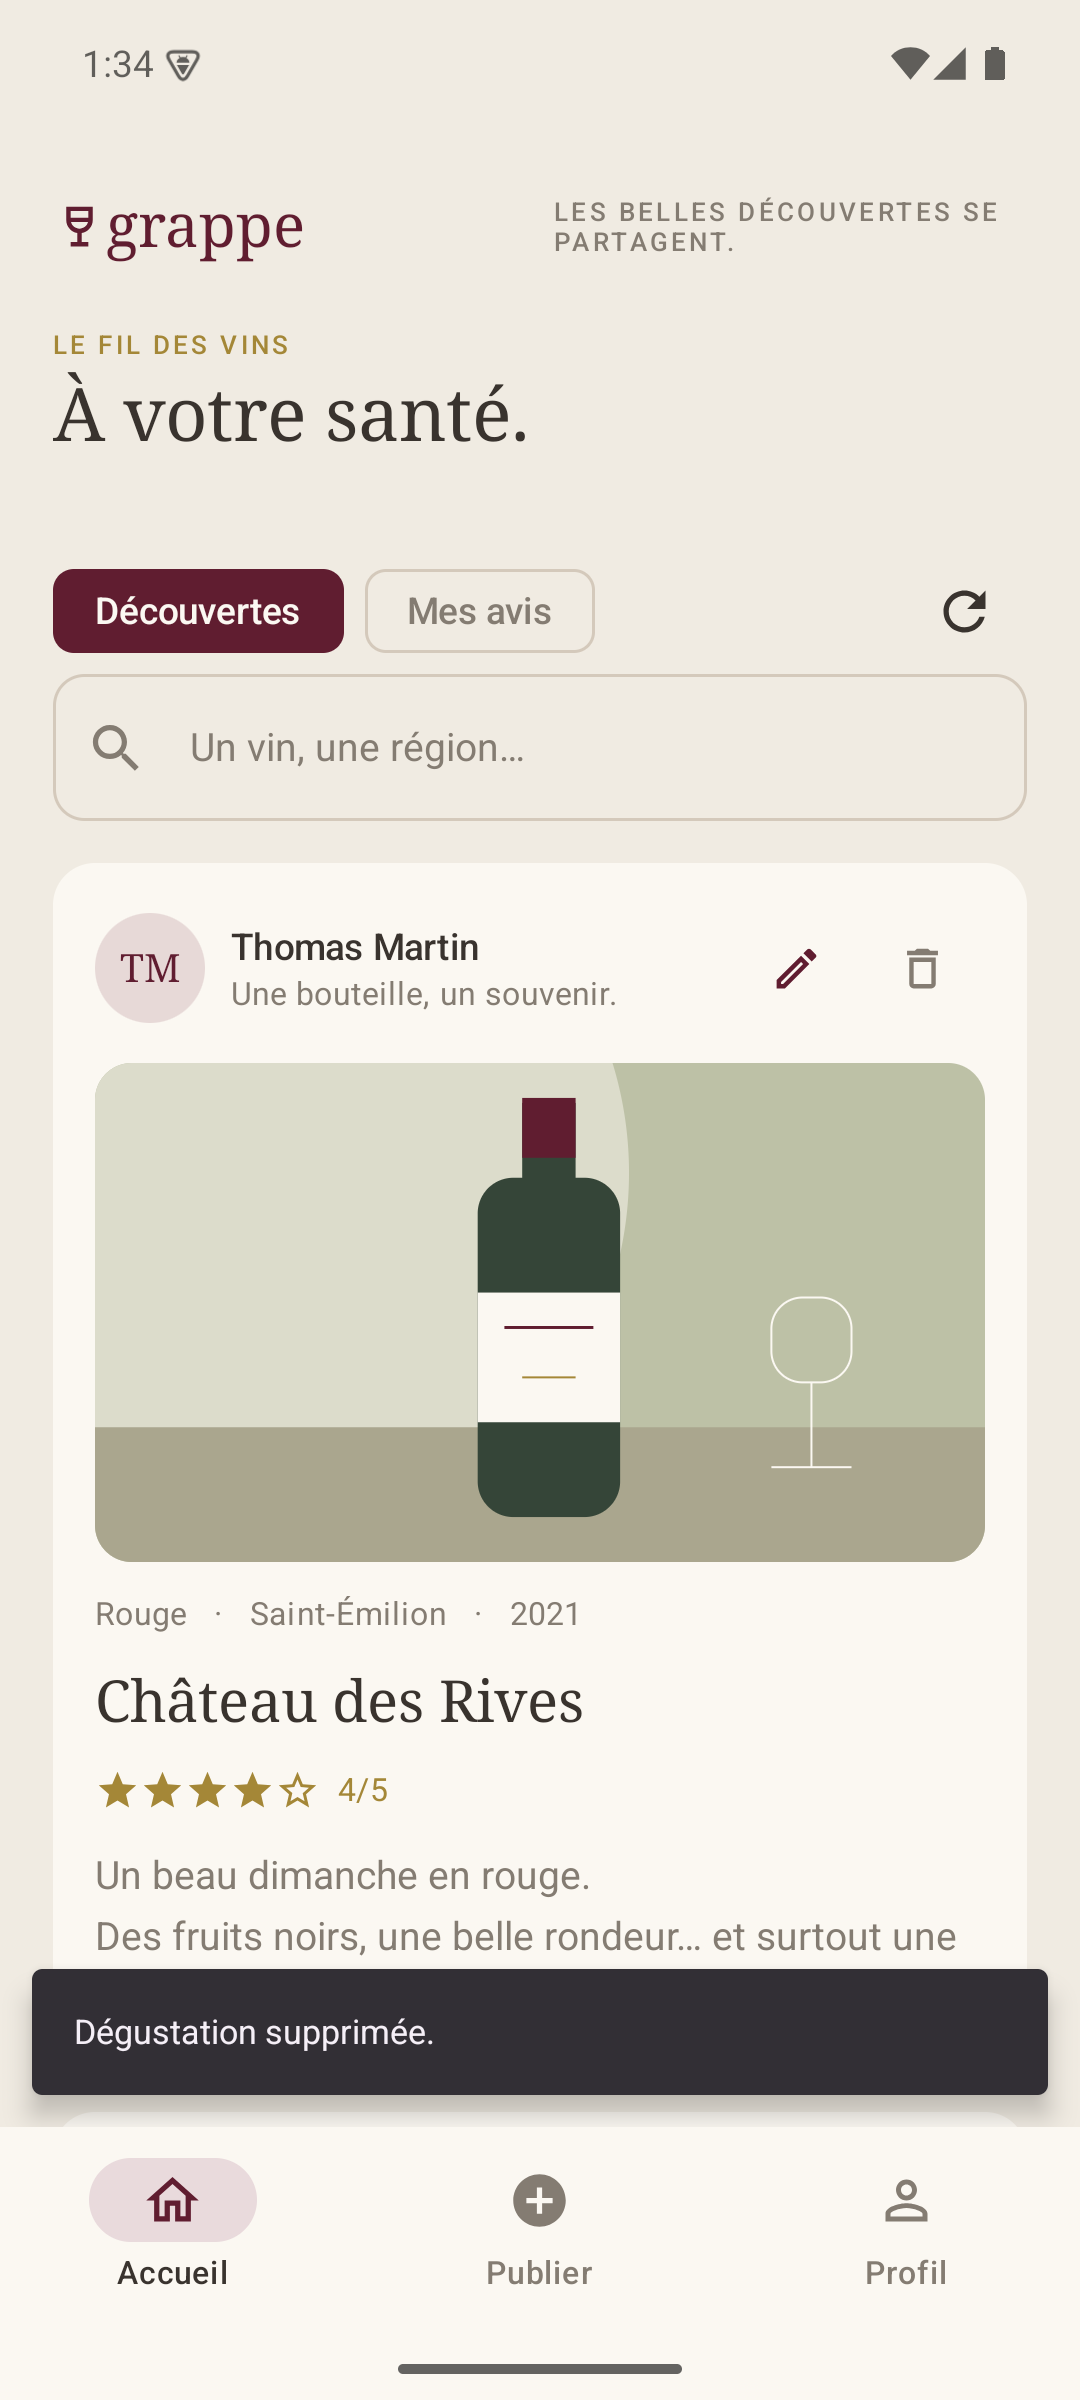 1:34
grappe
LES BELLES DÉCOUVERTES SE
PARTAGENT.
LE FIL DES VINS
À votre santé.
Découvertes
Mes avis
Un vin, une région…
TM
Thomas Martin
Une bouteille, un souvenir.
Rouge · Saint-Émilion · 2021
Château des Rives
4/5
Un beau dimanche en rouge.
Des fruits noirs, une belle rondeur… et surtout une
Dégustation supprimée.
Accueil
Publier
Profil